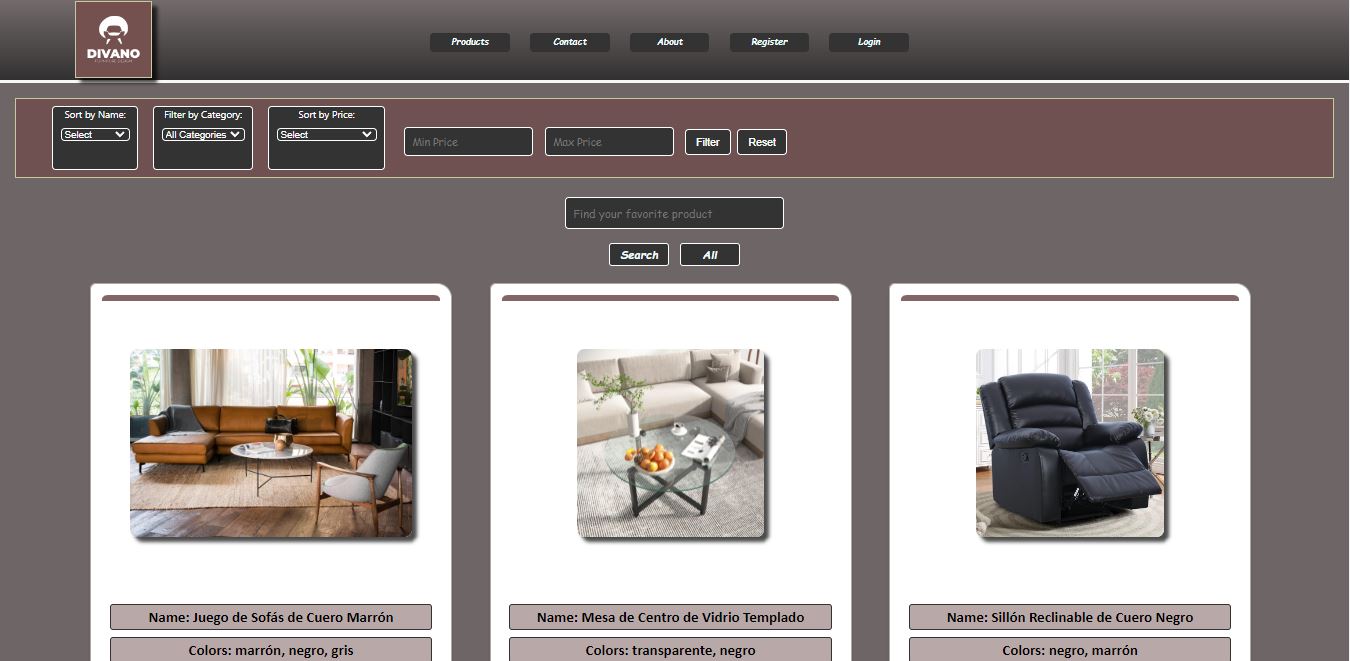 DIVANO
FURNITURE DESIGN
Products
Contact
About
Register
Login
Sort by Name:
Select
Filter by Category:
All Categories
Sort by Price:
Select
Min Price
Max Price
Filter
Reset
Find your favorite product
Search
All
Name: Juego de Sofás de Cuero Marrón
Name: Mesa de Centro de Vidrio Templado
Name: Sillón Reclinable de Cuero Negro
Colors: marrón, negro, gris
Colors: transparente, negro
Colors: negro, marrón